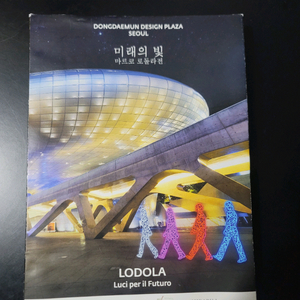 DONGDAEMUN DESIGN PLAZA
SEOUL
미래의 빛
마르코 로돌라전
LODOLA
Luci per il Futuro